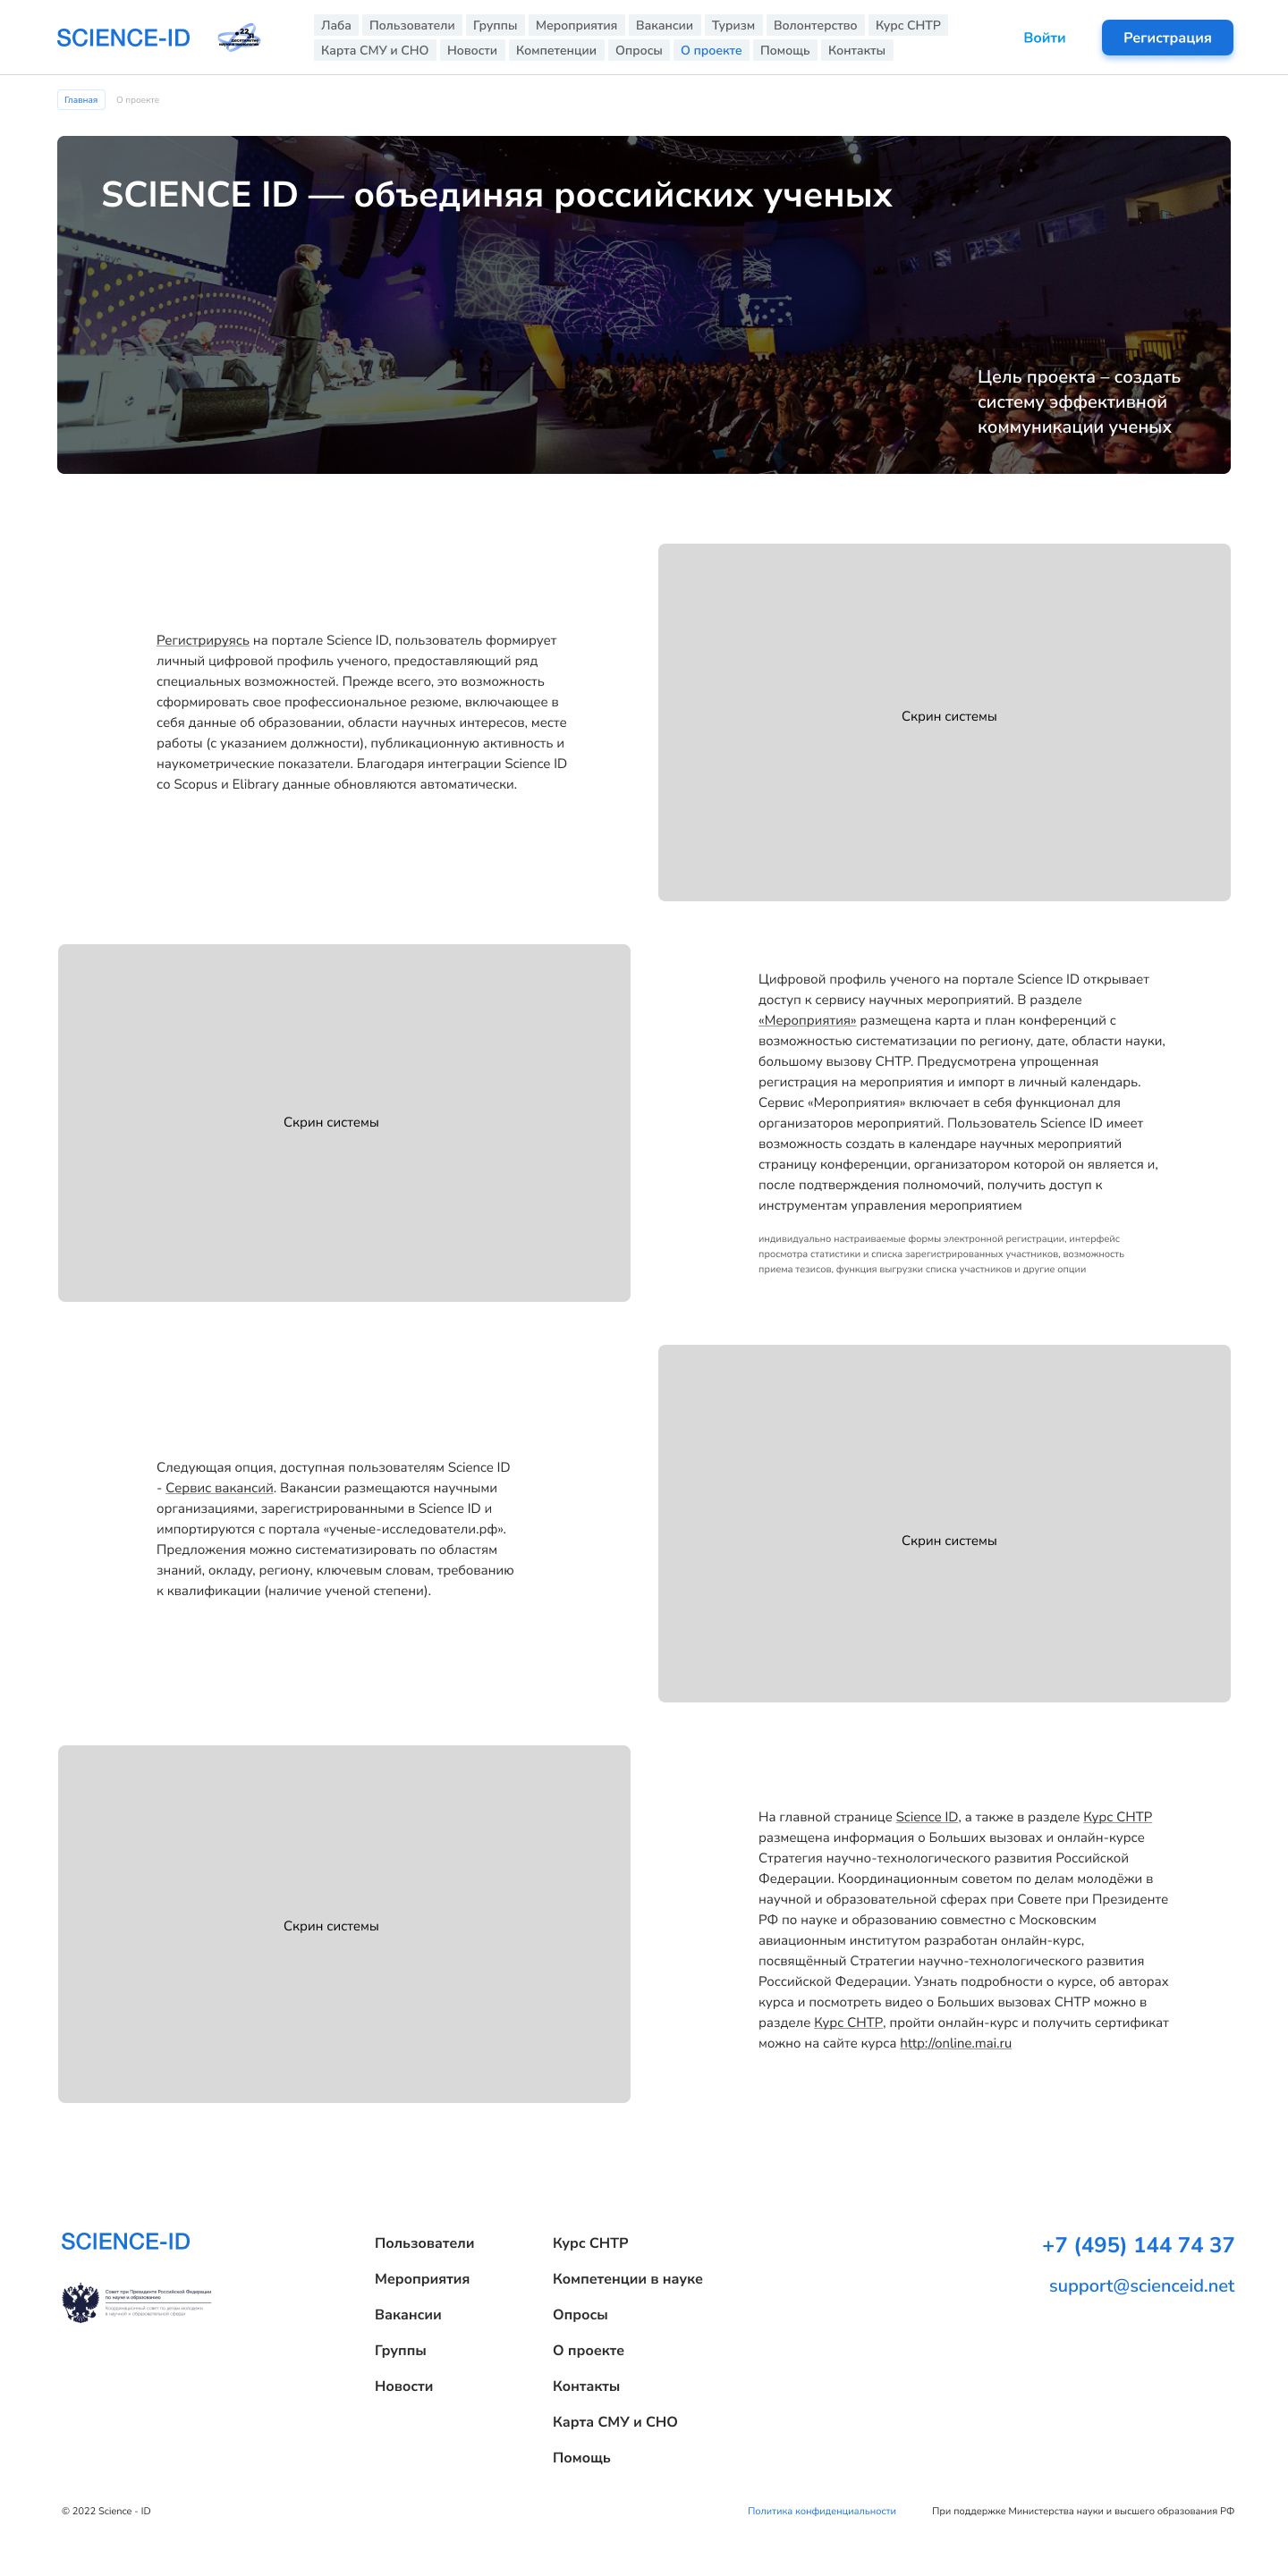 SCIENCE-ID
Лаба Пользователи Группы Мероприятия Вакансии Туризм Волонтерство Курс СНТР
Карта СМУ и СНО Новости Компетенции Опросы О проекте Помощь Контакты
Войти
Регистрация
Главная О проекте
SCIENCE ID — объединяя российских ученых
Цель проекта – создать
систему эффективной
коммуникации ученых
Регистрируясь на портале Science ID, пользователь формирует
личный цифровой профиль ученого, предоставляющий ряд
специальных возможностей. Прежде всего, это возможность
сформировать свое профессиональное резюме, включающее в
себя данные об образовании, области научных интересов, месте
работы (с указанием должности), публикационную активность и
наукометрические показатели. Благодаря интеграции Science ID
со Scopus и Elibrary данные обновляются автоматически.
Скрин системы
Скрин системы
Цифровой профиль ученого на портале Science ID открывает
доступ к сервису научных мероприятий. В разделе
«Мероприятия» размещена карта и план конференций с
возможностью систематизации по региону, дате, области науки,
большому вызову СНТР. Предусмотрена упрощенная
регистрация на мероприятия и импорт в личный календарь.
Сервис «Мероприятия» включает в себя функционал для
организаторов мероприятий. Пользователь Science ID имеет
возможность создать в календаре научных мероприятий
страницу конференции, организатором которой он является и,
после подтверждения полномочий, получить доступ к
инструментам управления мероприятием
индивидуально настраиваемые формы электронной регистрации, интерфейс
просмотра статистики и списка зарегистрированных участников, возможность
приема тезисов, функция выгрузки списка участников и другие опции
Следующая опция, доступная пользователям Science ID
- Сервис вакансий. Вакансии размещаются научными
организациями, зарегистрированными в Science ID и
импортируются с портала «ученые-исследователи.рф».
Предложения можно систематизировать по областям
знаний, окладу, региону, ключевым словам, требованию
к квалификации (наличие ученой степени).
Скрин системы
Скрин системы
На главной странице Science ID, а также в разделе Курс СНТР
размещена информация о Больших вызовах и онлайн-курсе
Стратегия научно-технологического развития Российской
Федерации. Координационным советом по делам молодёжи в
научной и образовательной сферах при Совете при Президенте
РФ по науке и образованию совместно с Московским
авиационным институтом разработан онлайн-курс,
посвящённый Стратегии научно-технологического развития
Российской Федерации. Узнать подробности о курсе, об авторах
курса и посмотреть видео о Больших вызовах СНТР можно в
разделе Курс СНТР, пройти онлайн-курс и получить сертификат
можно на сайте курса http://online.mai.ru
SCIENCE-ID
Совет при Президенте Российской Федерации
по науке и образованию
Координационный совет по делам молодежи
в научной и образовательной сферах
Пользователи
Мероприятия
Вакансии
Группы
Новости
Курс СНТР
Компетенции в науке
Опросы
О проекте
Контакты
Карта СМУ и СНО
Помощь
+7 (495) 144 74 37
support@scienceid.net
© 2022 Science - ID
Политика конфиденциальности
При поддержке Министерства науки и высшего образования РФ